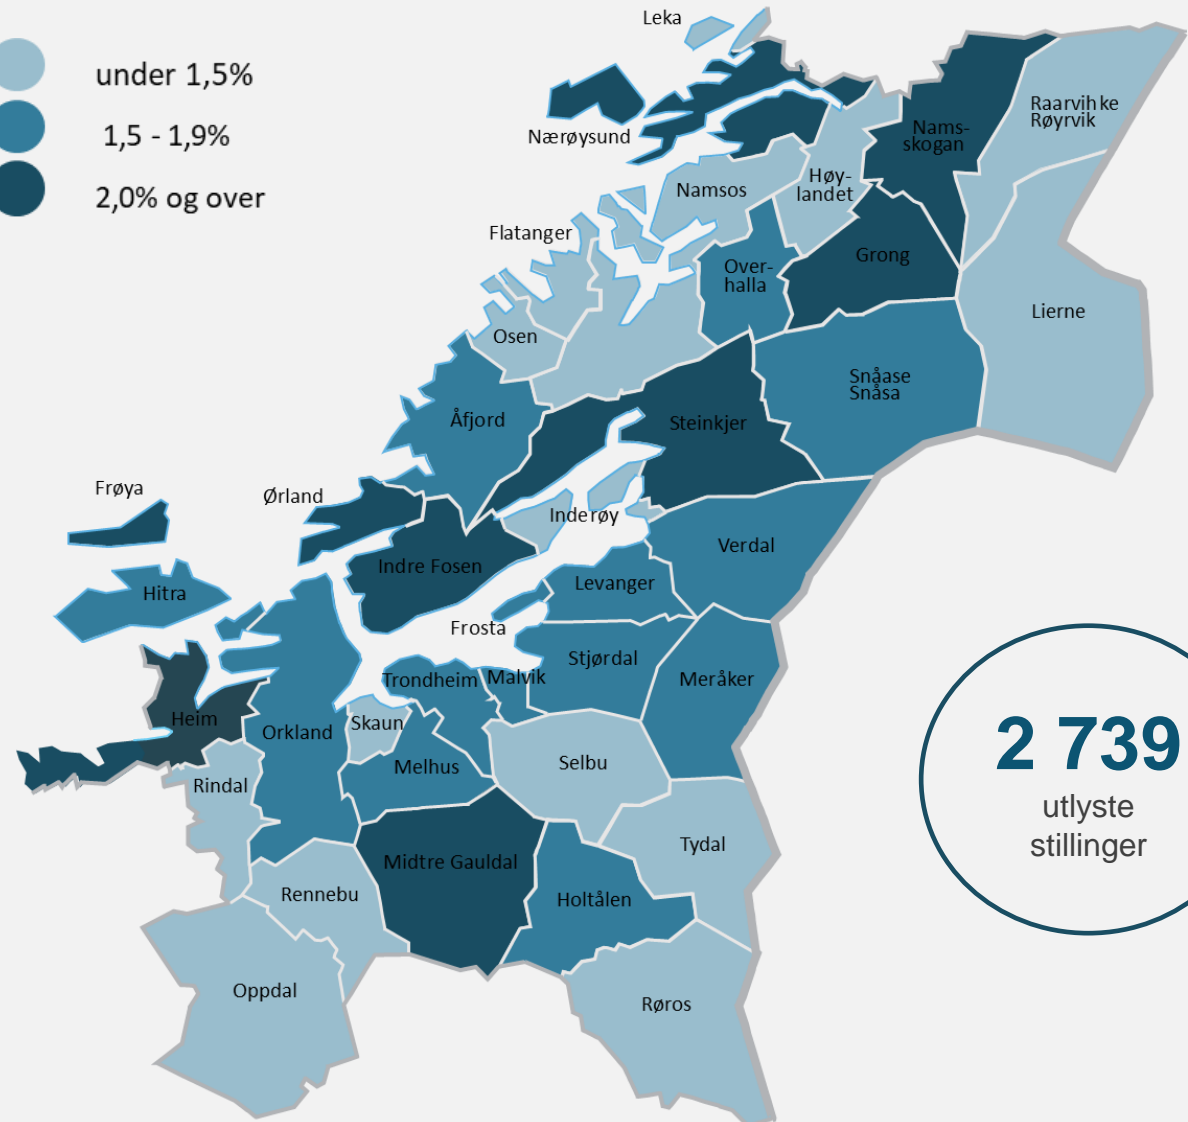 under 1,5%
1,5 - 1,9%
2,0% og over
Leka
Nærøysund
Raarvihke
Røyrvik
Nams-
skogan
Høy-
landet
Namsos
Flatanger
Grong
Over-
halla
Lierne
Osen
Snåase
Snåsa
Åfjord
Steinkjer
Frøya
Ørland
Inderøy
Verdal
Indre Fosen
Levanger
Hitra
Frosta
Stjørdal
Trondheim
Malvik
Meråker
Heim
Skaun
Orkland
Melhus
Selbu
Rindal
Tydal
Midtre Gauldal
Rennebu
Holtålen
Oppdal
Røros
2 739
utlyste
stillinger